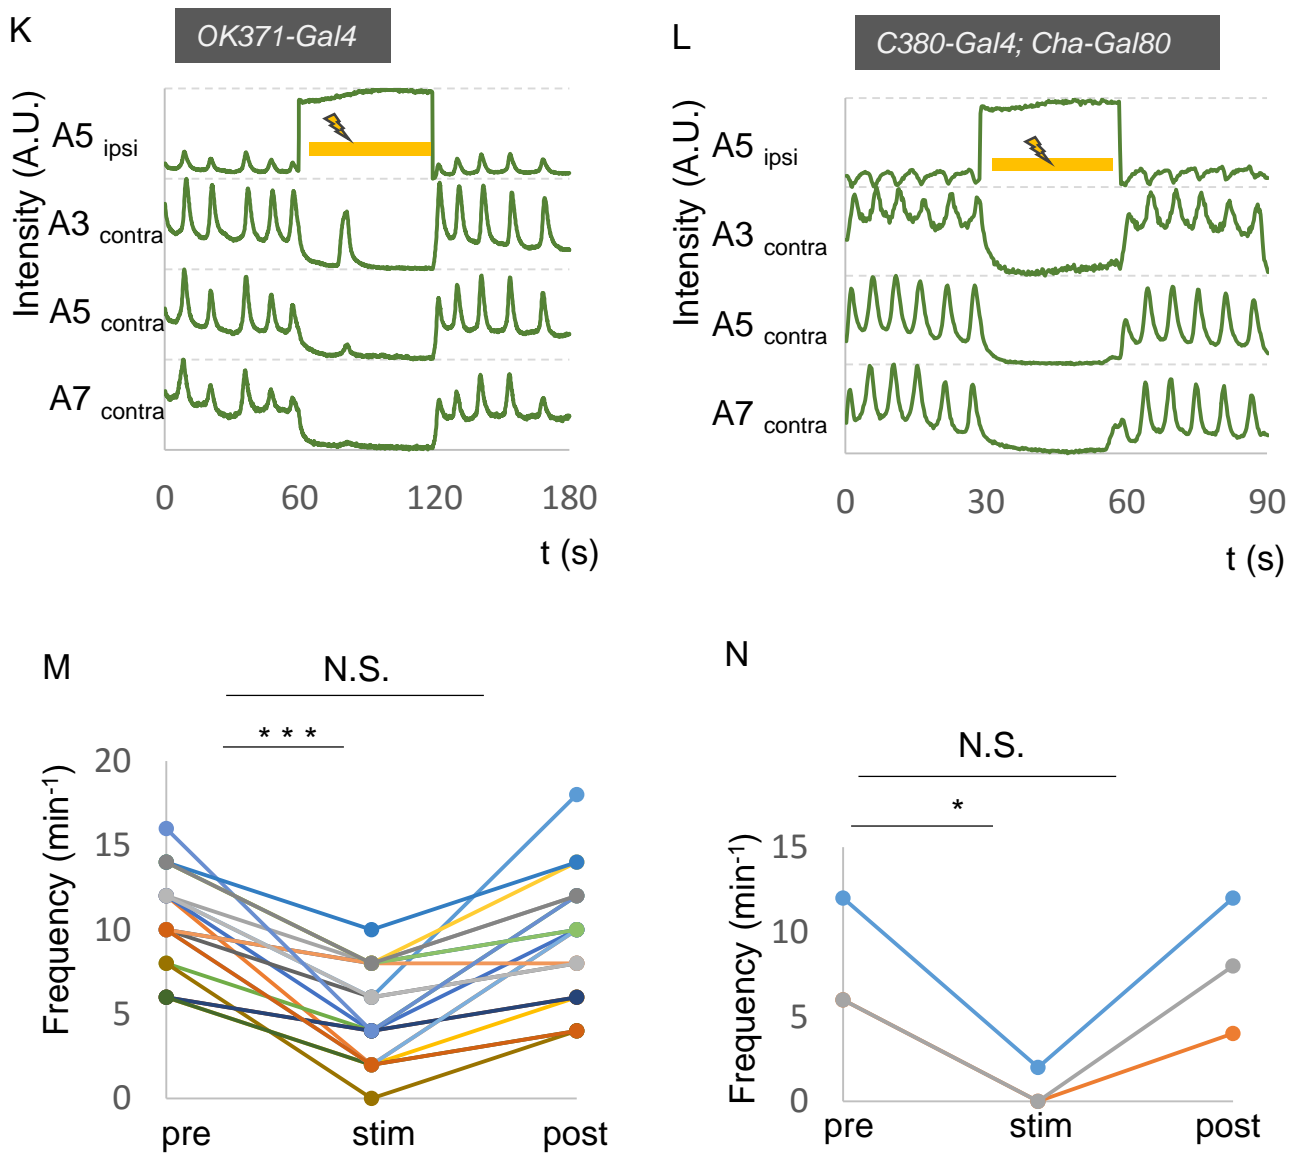 K
OK371-Gal4
Intensity (A.U.)
A5 ipsi
A3 contra
A5 contra
A7 contra
0 60 120 180
t (s)
L
C380-Gal4; Cha-Gal80
Intensity (A.U.)
A5 ipsi
A3 contra
A5 contra
A7 contra
0 30 60 90
t (s)
M
N.S.
* * *
Frequency (min-1)
20
15
10
5
0
pre stim post
N
N.S.
*
Frequency (min-1)
15
10
5
0
pre stim post